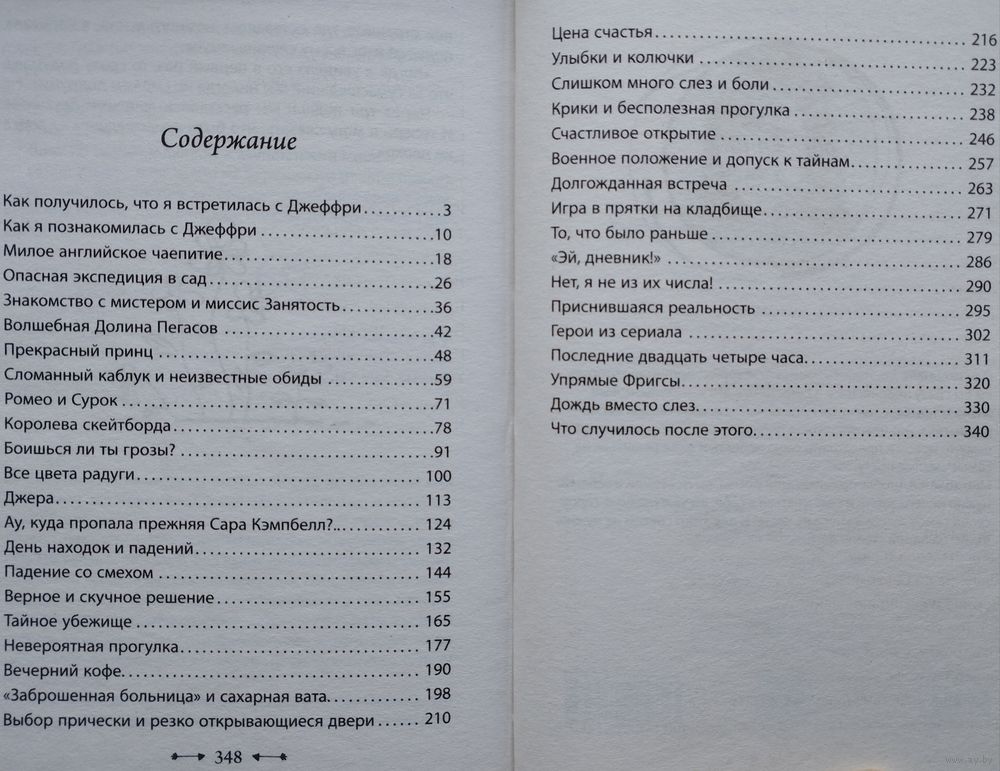 Содержание
Как получилось, что я встретилась с Джеффри.............3
Как я познакомилась с Джеффри.............10
Милое английское чаепитие.............18
Опасная экспедиция в сад.............26
Знакомство с мистером и миссис Занятость.............36
Волшебная Долина Пегасов.............42
Прекрасный принц.............48
Сломанный каблук и неизвестные обиды.............59
Ромео и Сурок.............71
Королева скейтборда.............78
Боишься ли ты грозы?.............91
Все цвета радуги.............100
Джера.............113
Ау, куда пропала прежняя Сара Кэмпбелл?.............124
День находок и падений.............132
Падение со смехом.............144
Верное и скучное решение.............155
Тайное убежище.............165
Невероятная прогулка.............177
Вечерний кофе.............190
«Заброшенная больница» и сахарная вата.............198
Выбор прически и резко открывающиеся двери......210
348
Цена счастья.............216
Улыбки и колючки.............223
Слишком много слез и боли.............232
Крики и бесполезная прогулка.............238
Счастливое открытие.............246
Военное положение и допуск к тайнам.............257
Долгожданная встреча.............263
Игра в прятки на кладбище.............271
То, что было раньше.............279
«Эй, дневник!».............286
Нет, я не из их числа!.............290
Приснившаяся реальность.............295
Герои из сериала.............302
Последние двадцать четыре часа.............311
Упрямые Фригсы.............320
Дождь вместо слез.............330
Что случилось после этого.............340
www.ay.by